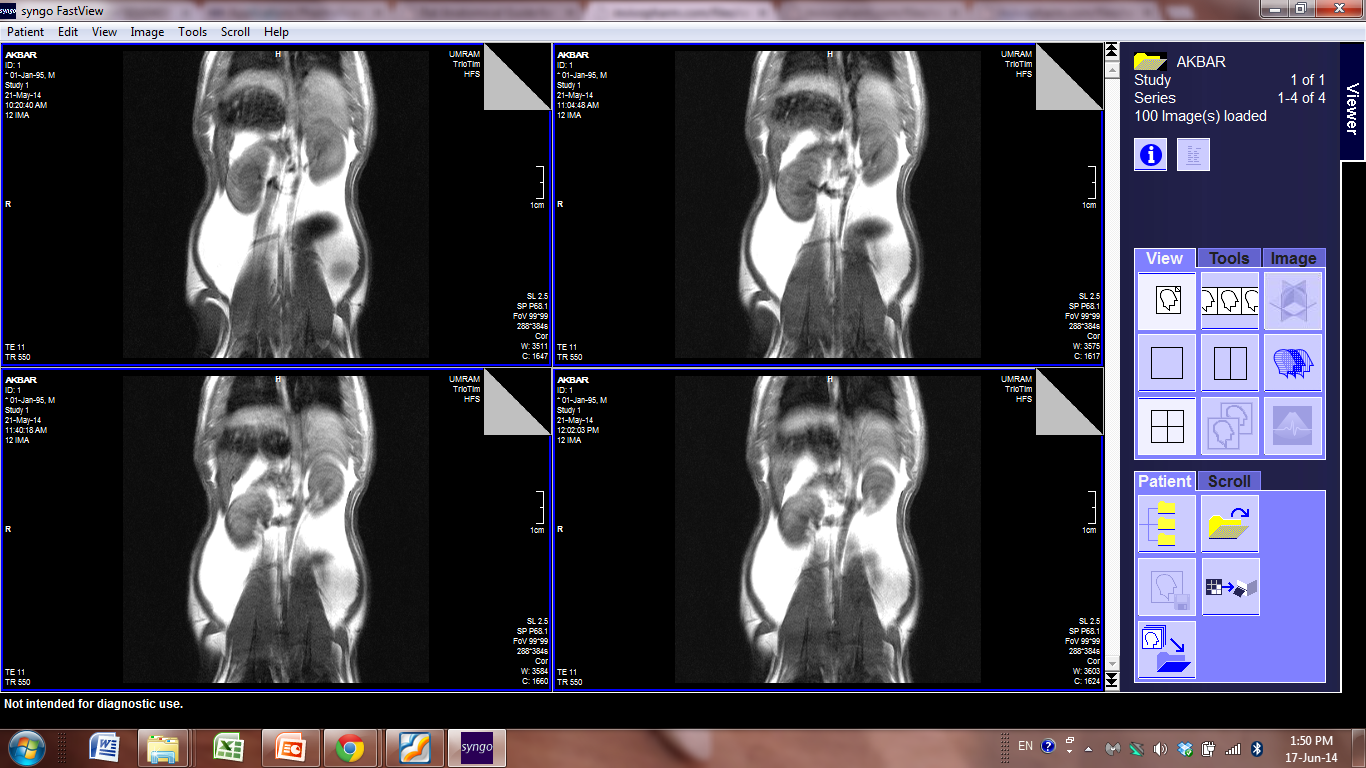 syngo
syngo FastView
Patient Edit View Image Tools Scroll Help
AKBAR
ID: 1
* 01-Jan-95, M
Study 1
21-May-14
10:20:40 AM
12 IMA
H
UMRAM
TrioTim
HFS
R
1cm
TE 11
TR 550
SL 2.5
SP P68.1
FoV 99*99
288*384s
Cor
W: 3511
C: 1647
AKBAR
ID: 1
* 01-Jan-95, M
Study 1
21-May-14
11:04:48 AM
12 IMA
H
UMRAM
TrioTim
HFS
R
1cm
TE 11
TR 550
SL 2.5
SP P68.1
FoV 99*99
288*384s
Cor
W: 3575
C: 1617
AKBAR
ID: 1
* 01-Jan-95, M
Study 1
21-May-14
11:40:18 AM
12 IMA
H
UMRAM
TrioTim
HFS
R
1cm
TE 11
TR 550
SL 2.5
SP P68.1
FoV 99*99
288*384s
Cor
W: 3584
C: 1660
AKBAR
ID: 1
* 01-Jan-95, M
Study 1
21-May-14
12:02:03 PM
12 IMA
H
UMRAM
TrioTim
HFS
R
1cm
TE 11
TR 550
SL 2.5
SP P68.1
FoV 99*99
288*384s
Cor
W: 3603
C: 1624
AKBAR
Study 1 of 1
Series 1-4 of 4
100 Image(s) loaded
Viewer
View Tools Image
Patient Scroll
Not intended for diagnostic use.
syngo
EN
1:50 PM
17-Jun-14